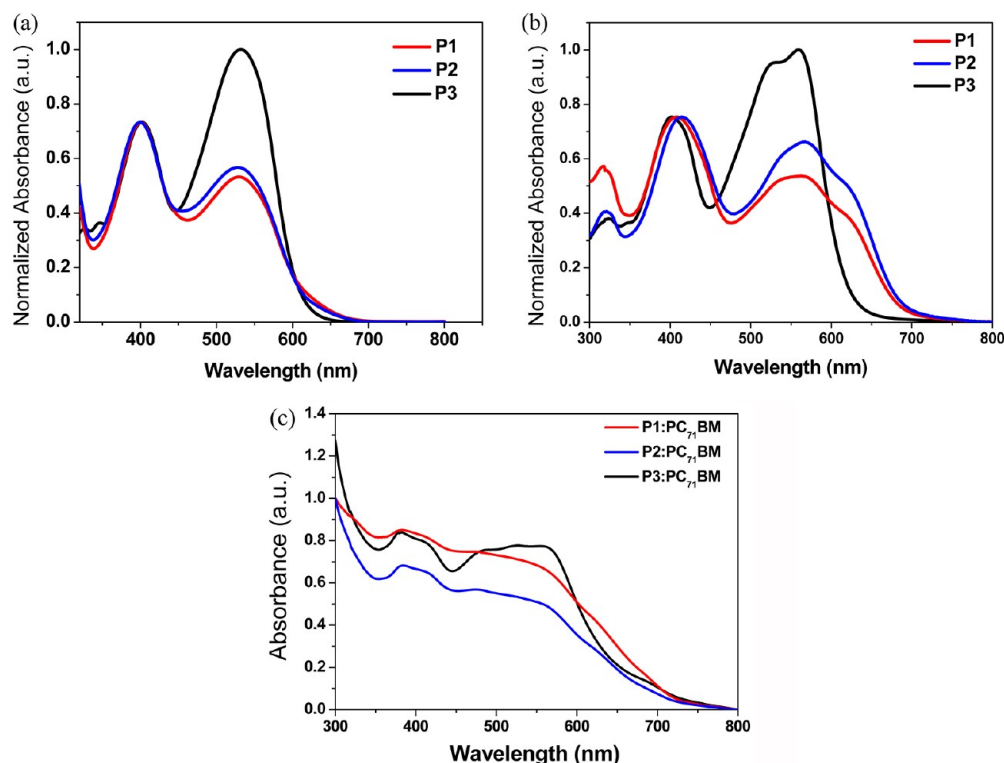 (a)
Normalized Absorbance (a.u.)
1.0
0.8
0.6
0.4
0.2
0.0
400 500 600 700 800
Wavelength (nm)
P1
P2
P3
(b)
Normalized Absorbance (a.u.)
1.0
0.8
0.6
0.4
0.2
0.0
300 400 500 600 700 800
Wavelength (nm)
P1
P2
P3
(c)
Absorbance (a.u.)
1.4
1.2
1.0
0.8
0.6
0.4
0.2
0.0
300 400 500 600 700 800
Wavelength (nm)
P1:PC₇₁BM
P2:PC₇₁BM
P3:PC₇₁BM